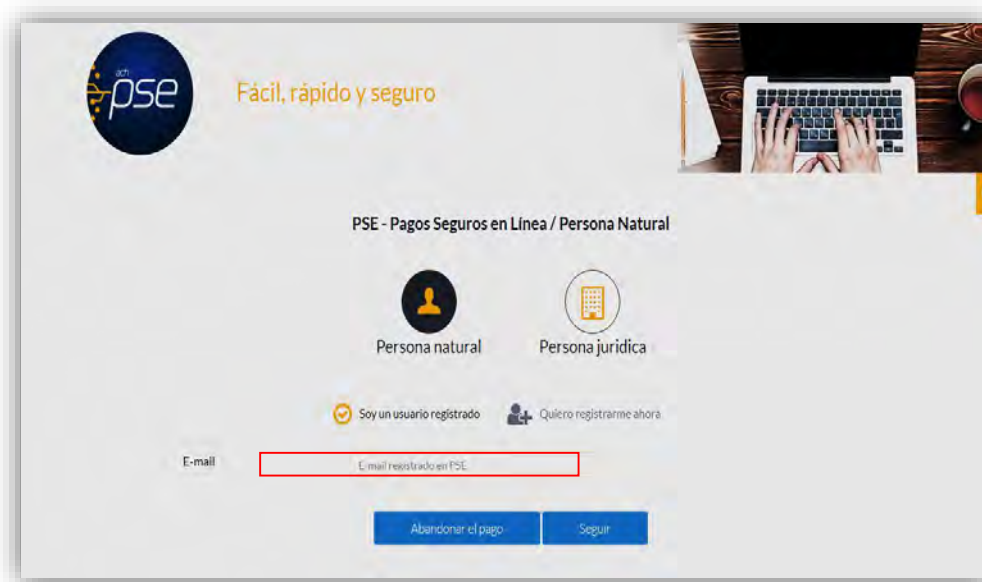 ach
pse
Fácil, rápido y seguro
PSE - Pagos Seguros en Línea / Persona Natural
Persona natural
Persona juridica
Soy un usuario registrado
Quiero registrarme ahora
E-mail
E-mail registrado en PSE
Abandonar el pago
Seguir